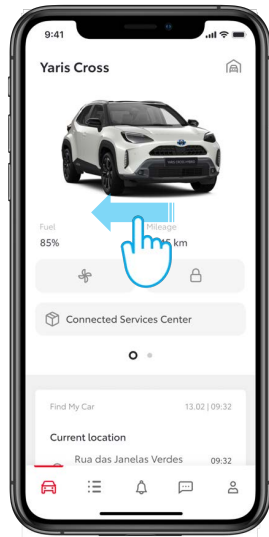 9:41
Yaris Cross
Fuel
Mileage
85%
km
Connected Services Center
Find My Car
13.02 | 09:32
Current location
Rua das Janelas Verdes
09:32